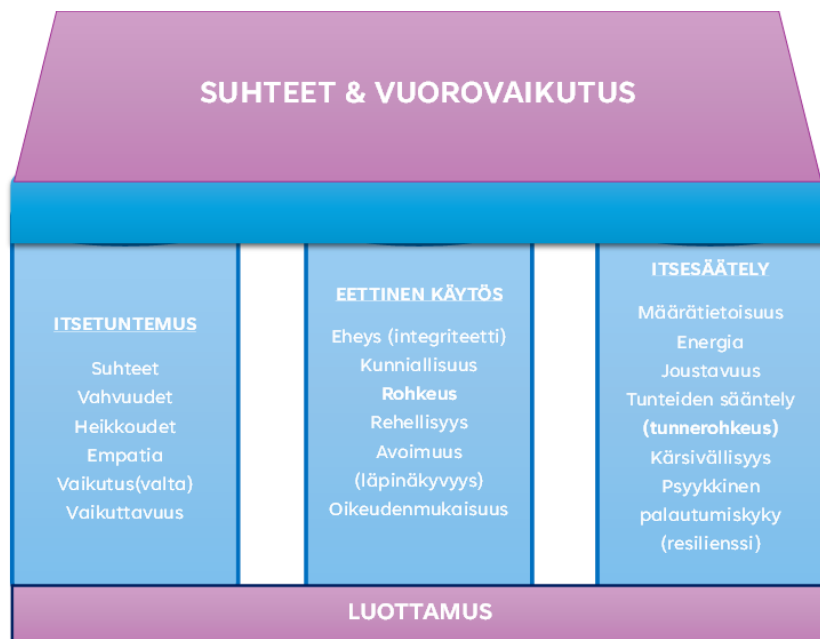 SUHTEET & VUOROVAIKUTUS
ITSETUNTEMUS
Suhteet
Vahvuudet
Heikkoudet
Empatia
Vaikutus(valta)
Vaikuttavuus
EETTINEN KÄYTÖS
Eheys (integriteetti)
Kunniallisuus
Rohkeus
Rehellisyys
Avoimuus
(läpinäkyvyys)
Oikeudenmukaisuus
ITSESÄÄTELY
Määrätietoisuus
Energia
Joustavuus
Tunteiden sääntely
(tunnerohkeus)
Kärsivällisyys
Psyykkinen
palautumiskyky
(resilienssi)
LUOTTAMUS